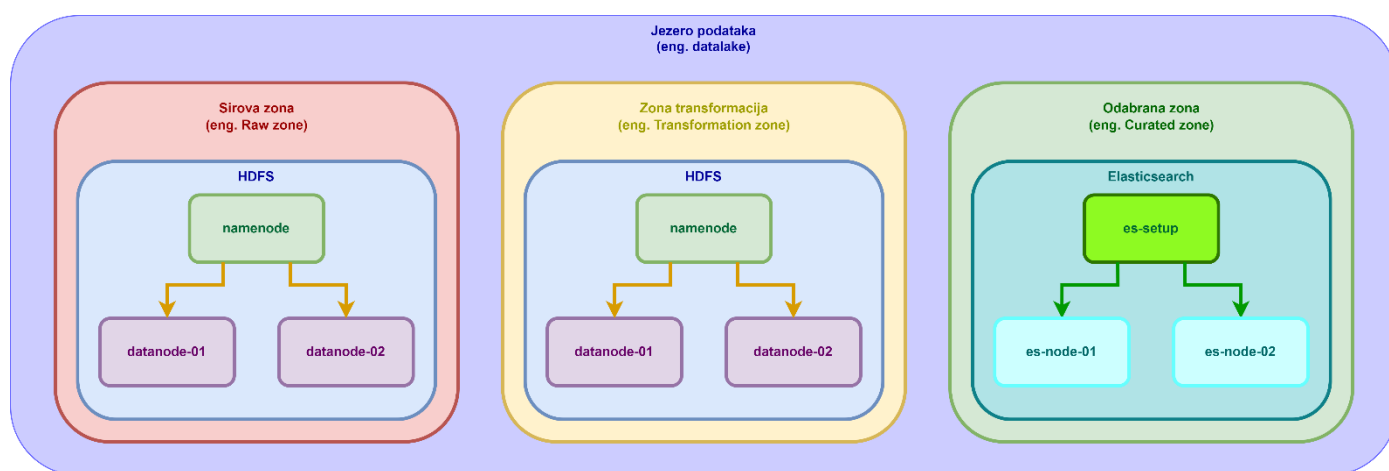 Jezero podataka
(eng. datalake)
Sirova zona
(eng. Raw zone)
HDFS
namenode
datanode-01
datanode-02
Zona transformacija
(eng. Transformation zone)
HDFS
namenode
datanode-01
datanode-02
Odabrana zona
(eng. Curated zone)
Elasticsearch
es-setup
es-node-01
es-node-02